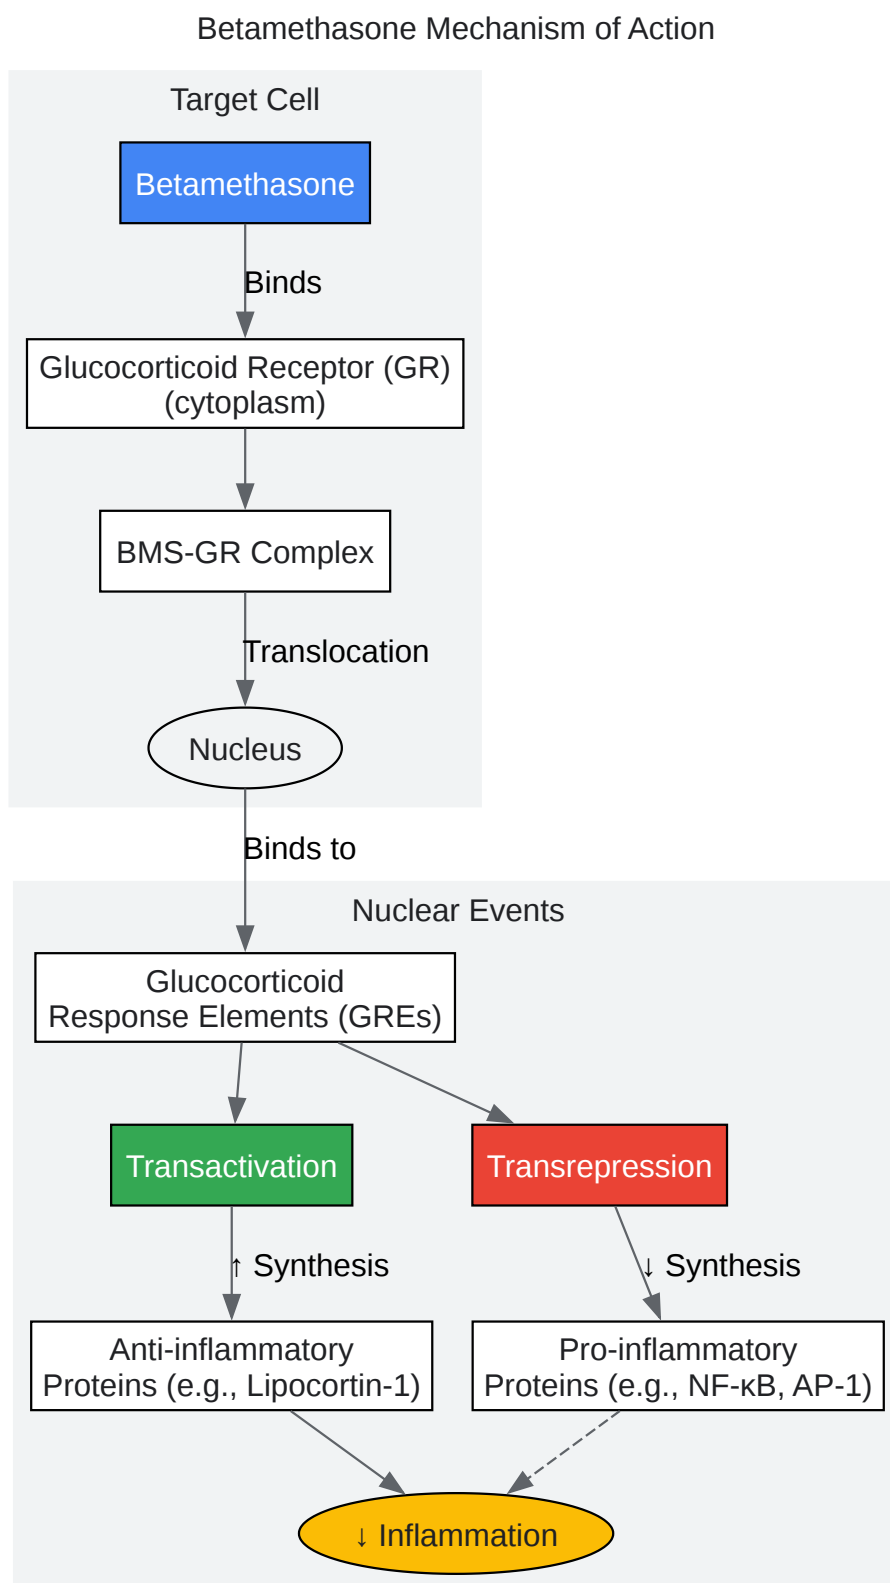 Betamethasone Mechanism of Action
Target Cell
Betamethasone
Binds
Glucocorticoid Receptor (GR)
(cytoplasm)
BMS-GR Complex
Translocation
Nucleus
Binds to
Nuclear Events
Glucocorticoid
Response Elements (GREs)
Transactivation
Transrepression
↑ Synthesis
↓ Synthesis
Anti-inflammatory
Proteins (e.g., Lipocortin-1)
Pro-inflammatory
Proteins (e.g., NF-κB, AP-1)
↓ Inflammation